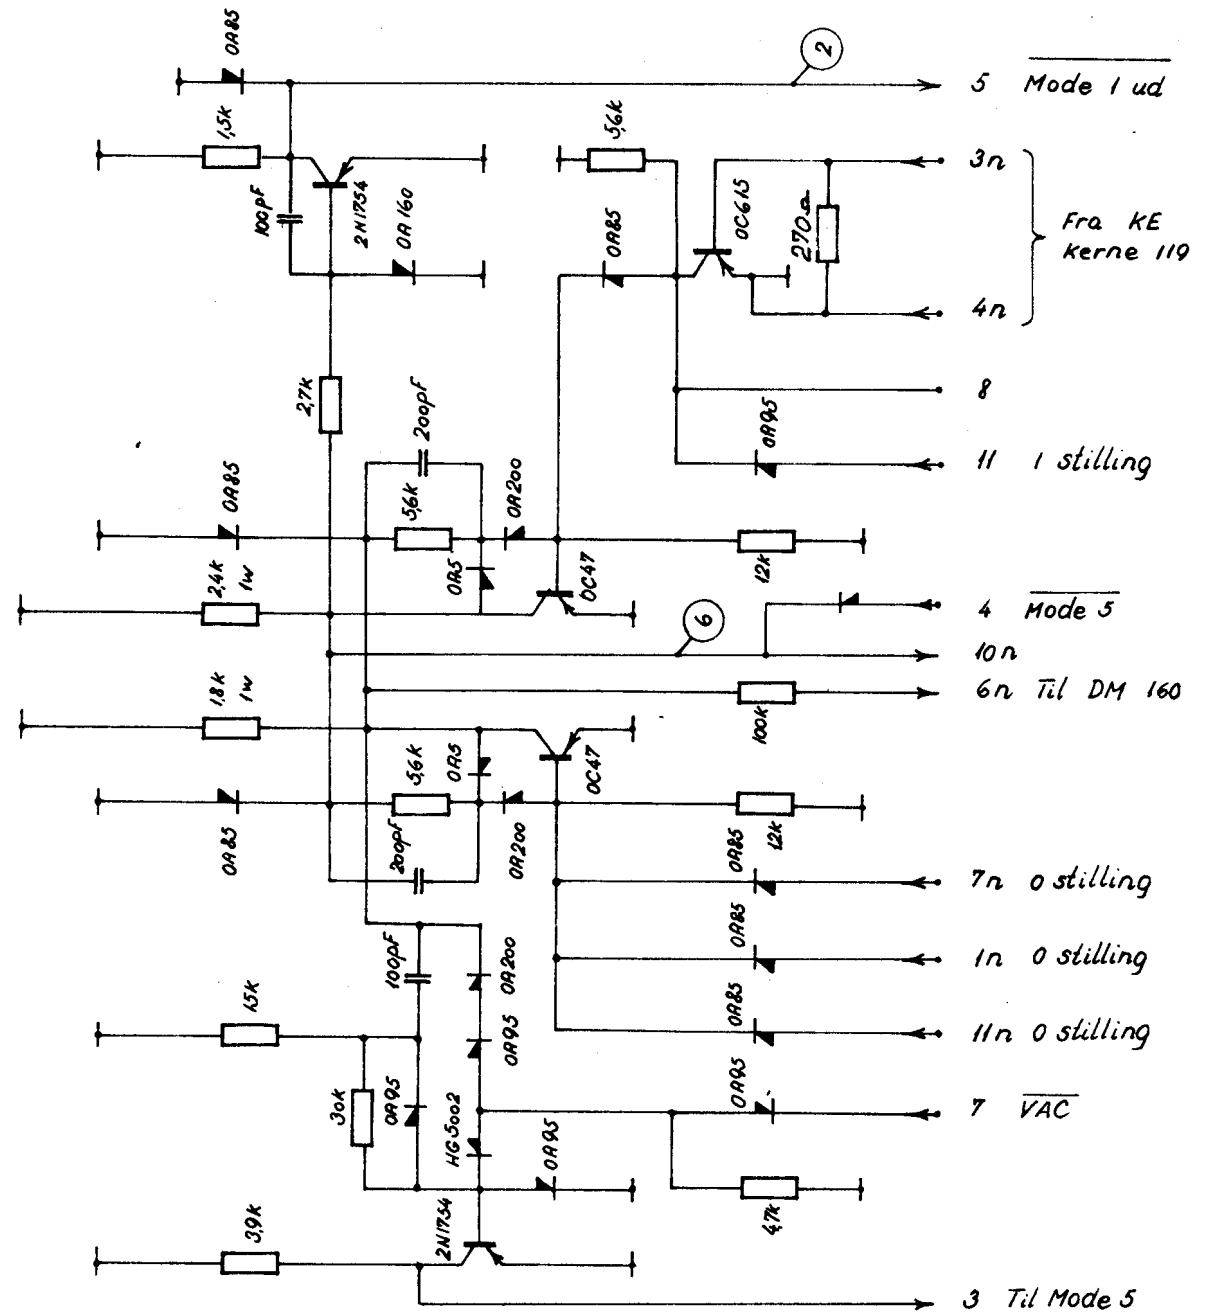 OA85
2
5 Mode 1 ud
1,5k
5,6k
3n
100pF
2N1754
OA160
OA85
OC615
270Ω
Fra KE
Kerne 119
4n
2,7k
200pF
8
OA95
11 1 stilling
OA85
5,6k
OA200
2,4k
1w
OA5
OC47
12k
4 Mode 5
6
10n
1,8k
1w
6n Til DM 160
100k
5,6k
OA5
OC47
OA85
200pF
OA200
12k
OA85
7n 0 stilling
OA85
1n 0 stilling
100pF
OA200
15k
OA95
OA85
11n 0 stilling
30k
OA95
HG5002
OA95
7 VAC
OA95
3,9k
2N1754
4,7k
3 Til Mode 5